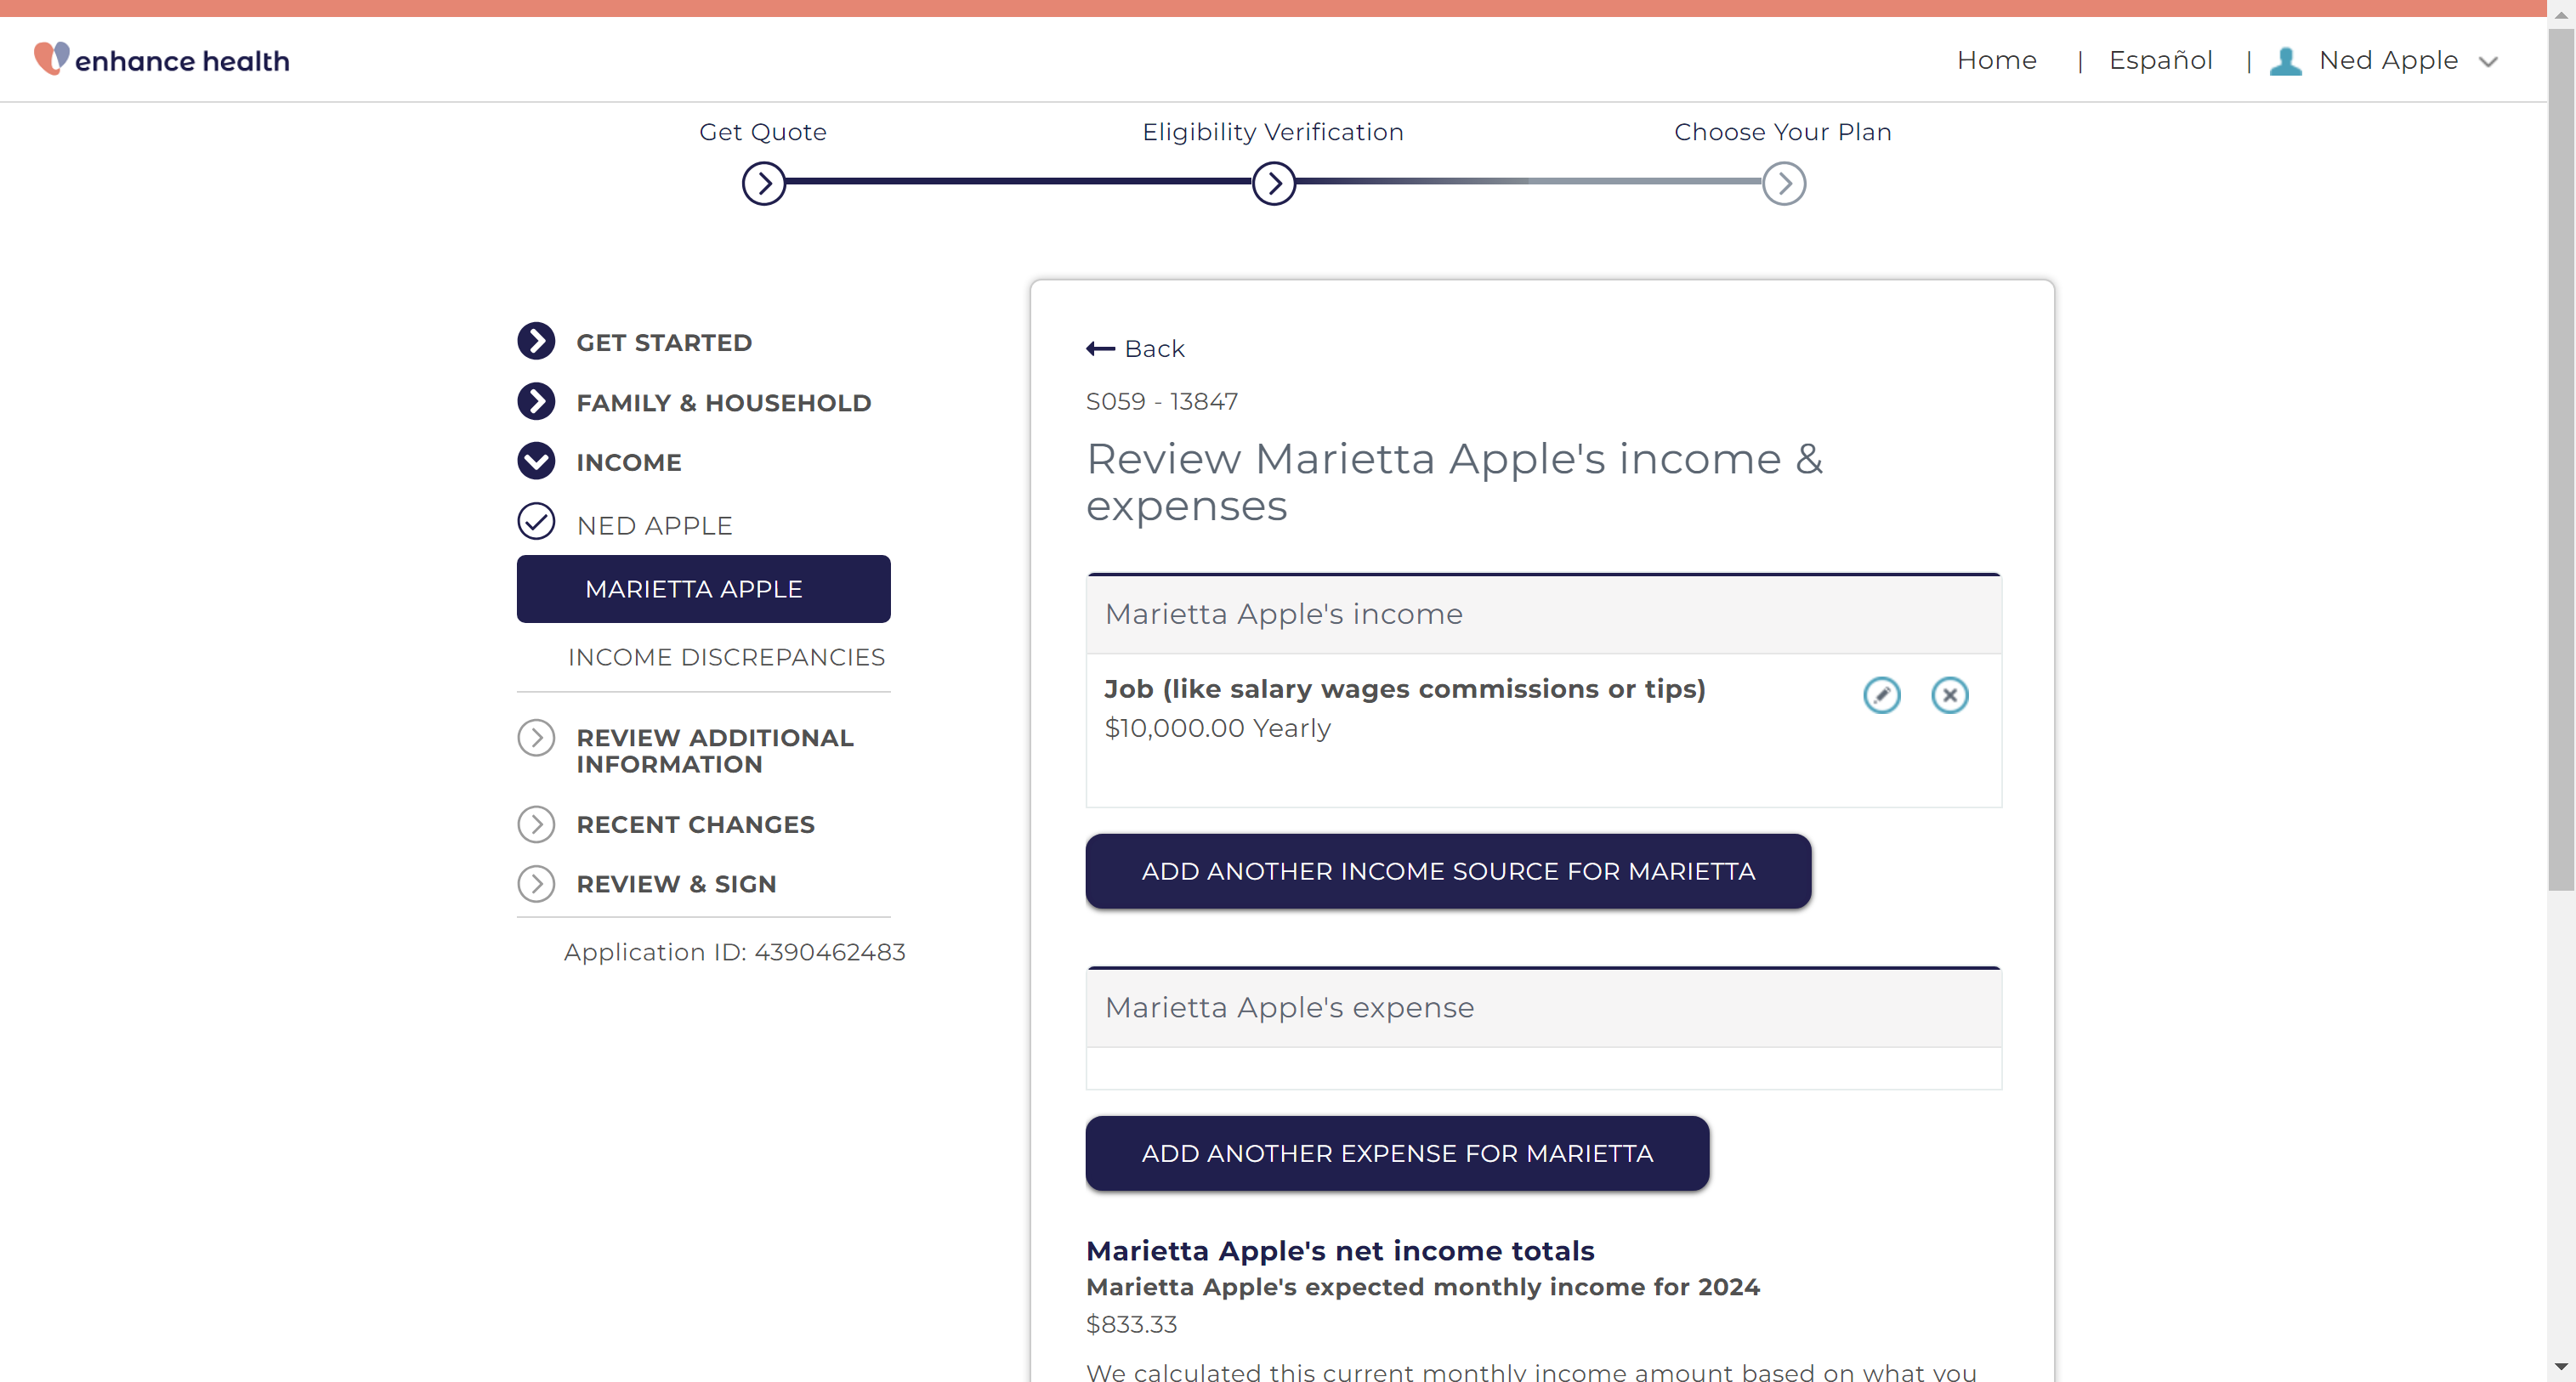 enhance health
Home | Español | Ned Apple
Get Quote
Eligibility Verification
Choose Your Plan
GET STARTED
FAMILY & HOUSEHOLD
INCOME
NED APPLE
MARIETTA APPLE
INCOME DISCREPANCIES
REVIEW ADDITIONAL
INFORMATION
RECENT CHANGES
REVIEW & SIGN
Application ID: 4390462483
Back
S059 - 13847
Review Marietta Apple's income &
expenses
Marietta Apple's income
Job (like salary wages commissions or tips)
$10,000.00 Yearly
ADD ANOTHER INCOME SOURCE FOR MARIETTA
Marietta Apple's expense
ADD ANOTHER EXPENSE FOR MARIETTA
Marietta Apple's net income totals
Marietta Apple's expected monthly income for 2024
$833.33
We calculated this current monthly income amount based on what you